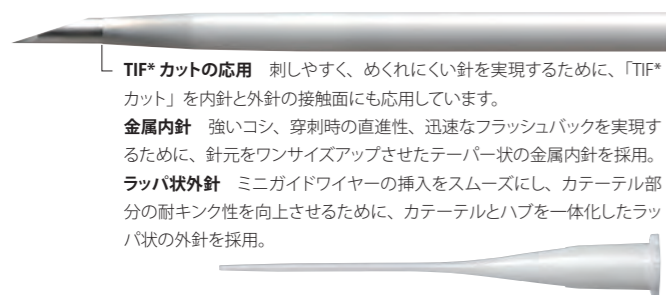 TIF* カットの応用　刺しやすく、めくれにくい針を実現するために、「TIF*
カット」を内針と外針の接触面にも応用しています。
金属内針　強いコシ、穿刺時の直進性、迅速なフラッシュバックを実現す
るために、針元をワンサイズアップさせたテーパー状の金属内針を採用。
ラッパ状外針　ミニガイドワイヤーの挿入をスムーズにし、カテーテル部
分の耐キンク性を向上させるために、カテーテルとハブを一体化したラッ
パ状の外針を採用。